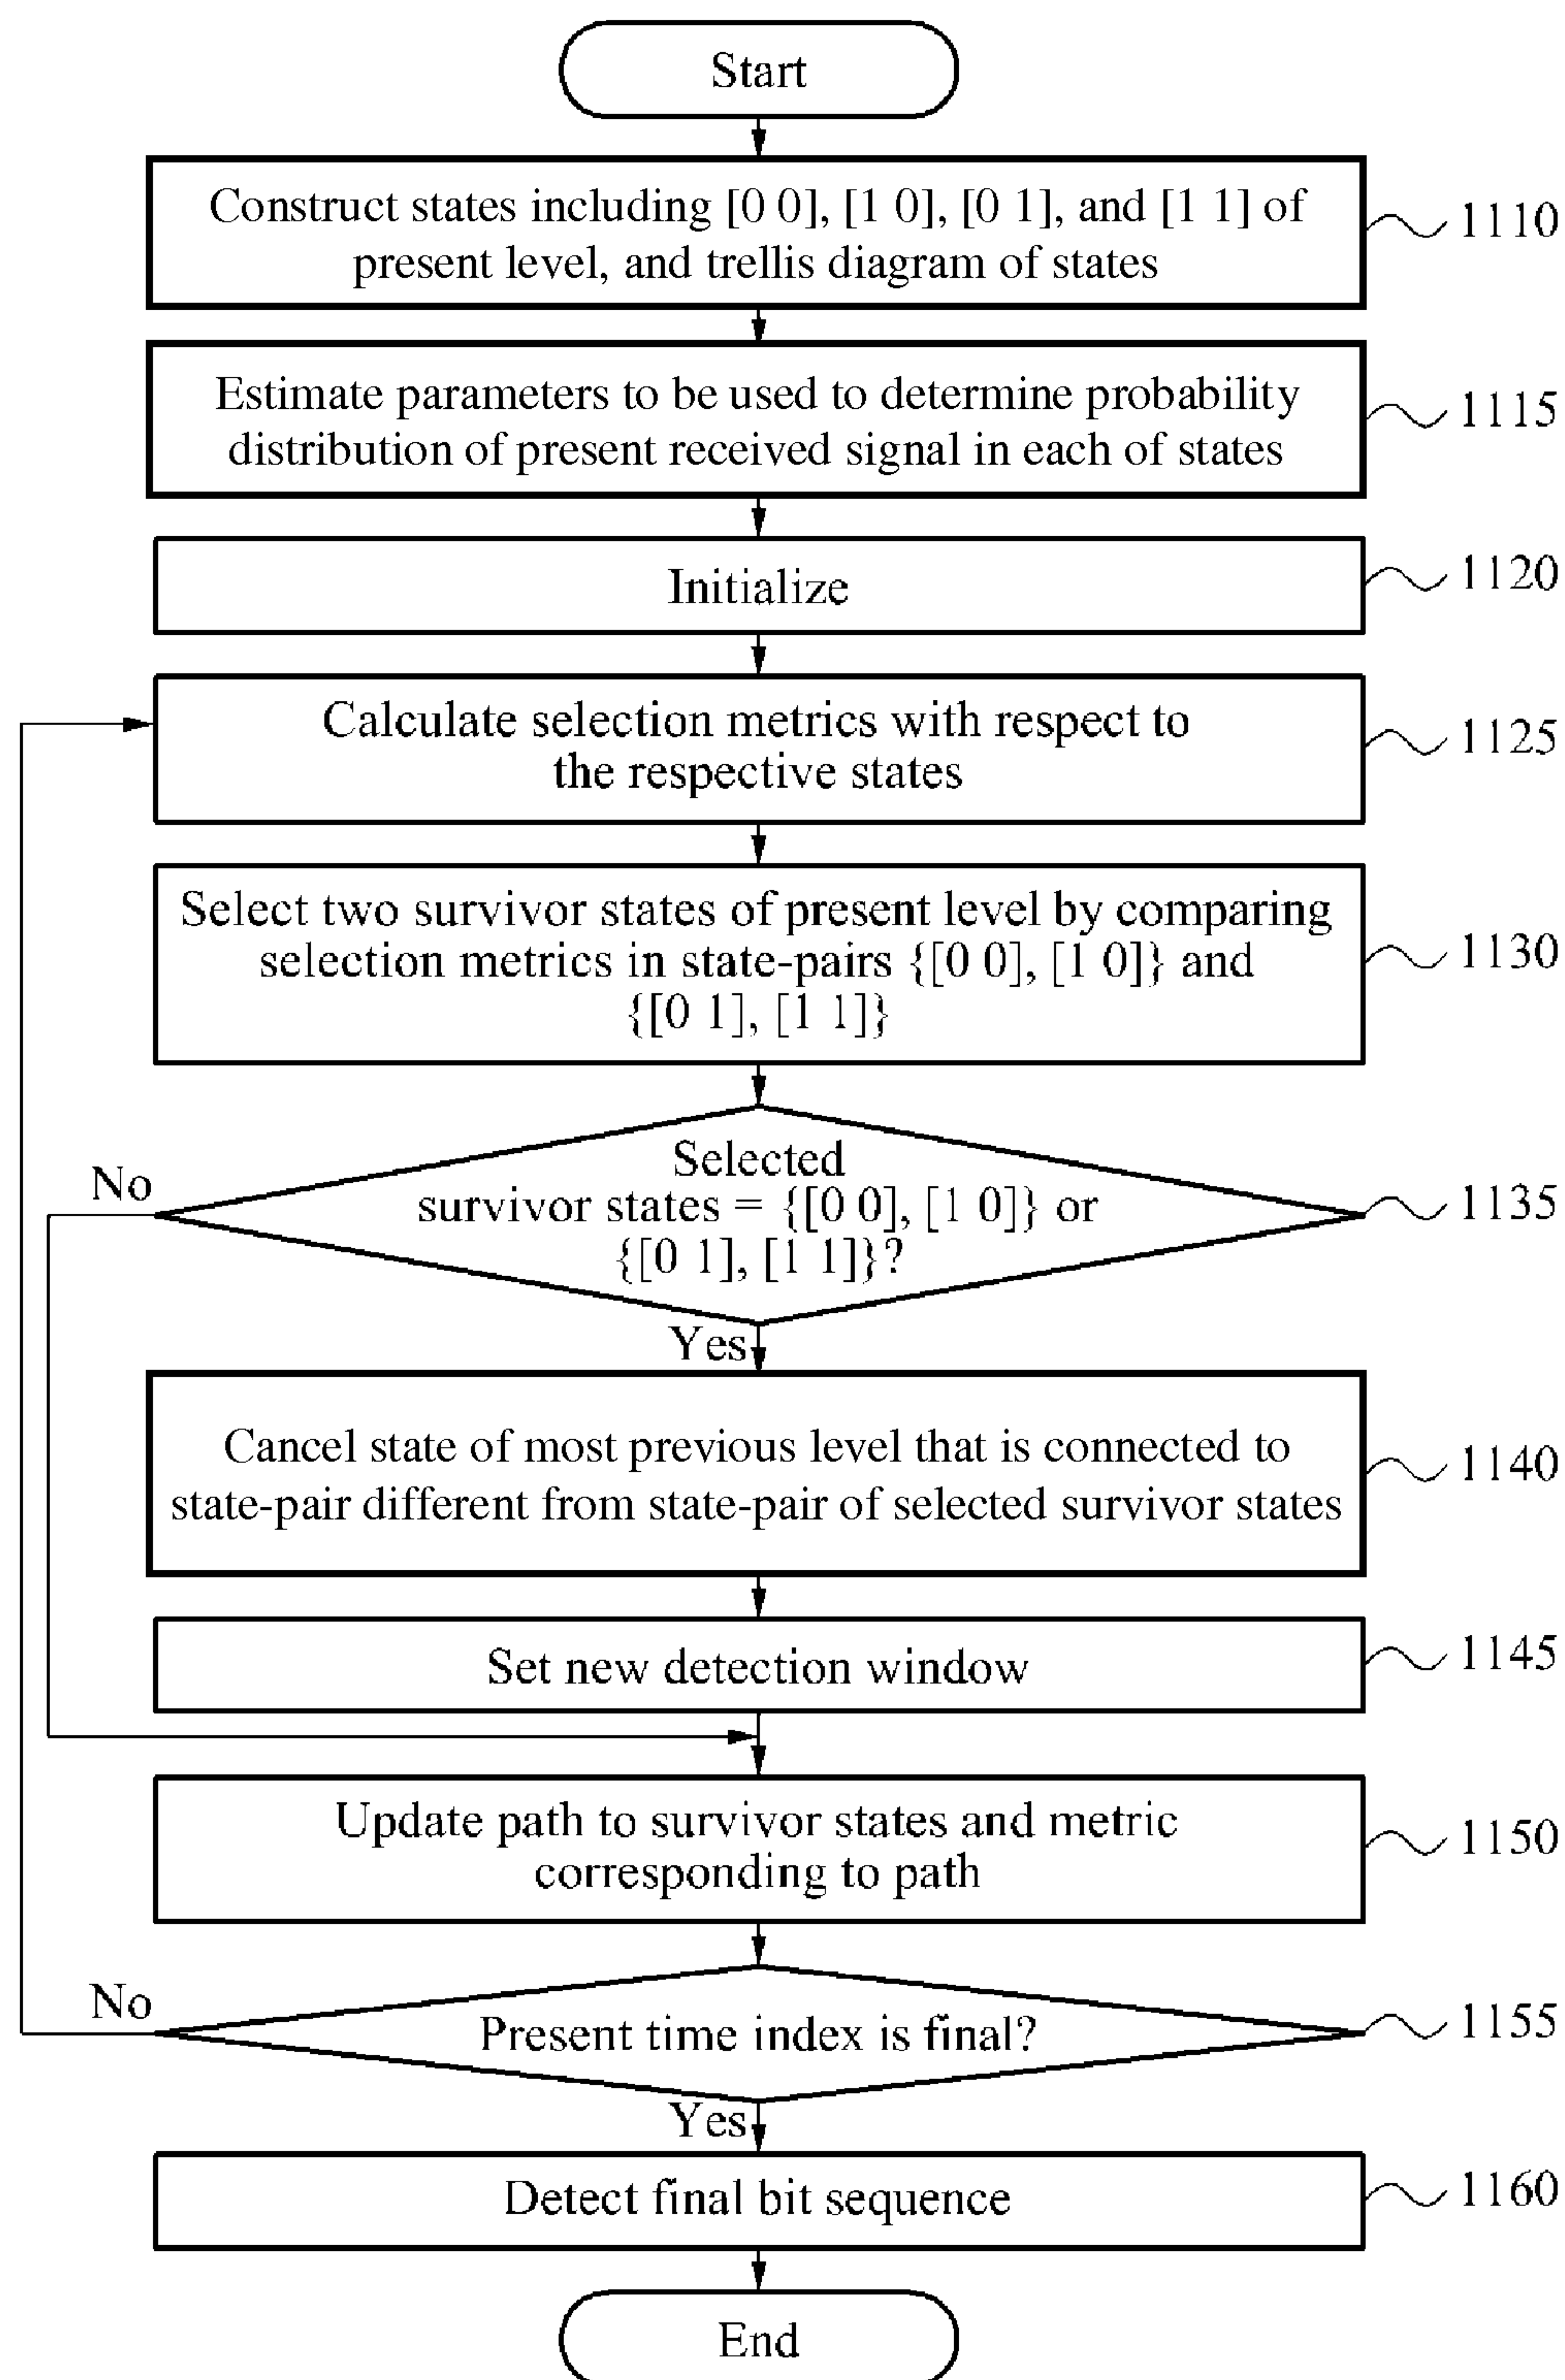 Start
Construct states including [0 0], [1 0], [0 1], and [1 1] of
present level, and trellis diagram of states
1110
Estimate parameters to be used to determine probability
distribution of present received signal in each of states
1115
Initialize
1120
Calculate selection metrics with respect to
the respective states
1125
Select two survivor states of present level by comparing
selection metrics in state-pairs {[0 0], [1 0]} and
{[0 1], [1 1]}
1130
Selected
survivor states = {[0 0], [1 0]} or
{[0 1], [1 1]}?
1135
No
Yes
Cancel state of most previous level that is connected to
state-pair different from state-pair of selected survivor states
1140
Set new detection window
1145
Update path to survivor states and metric
corresponding to path
1150
Present time index is final?
1155
No
Yes
Detect final bit sequence
1160
End